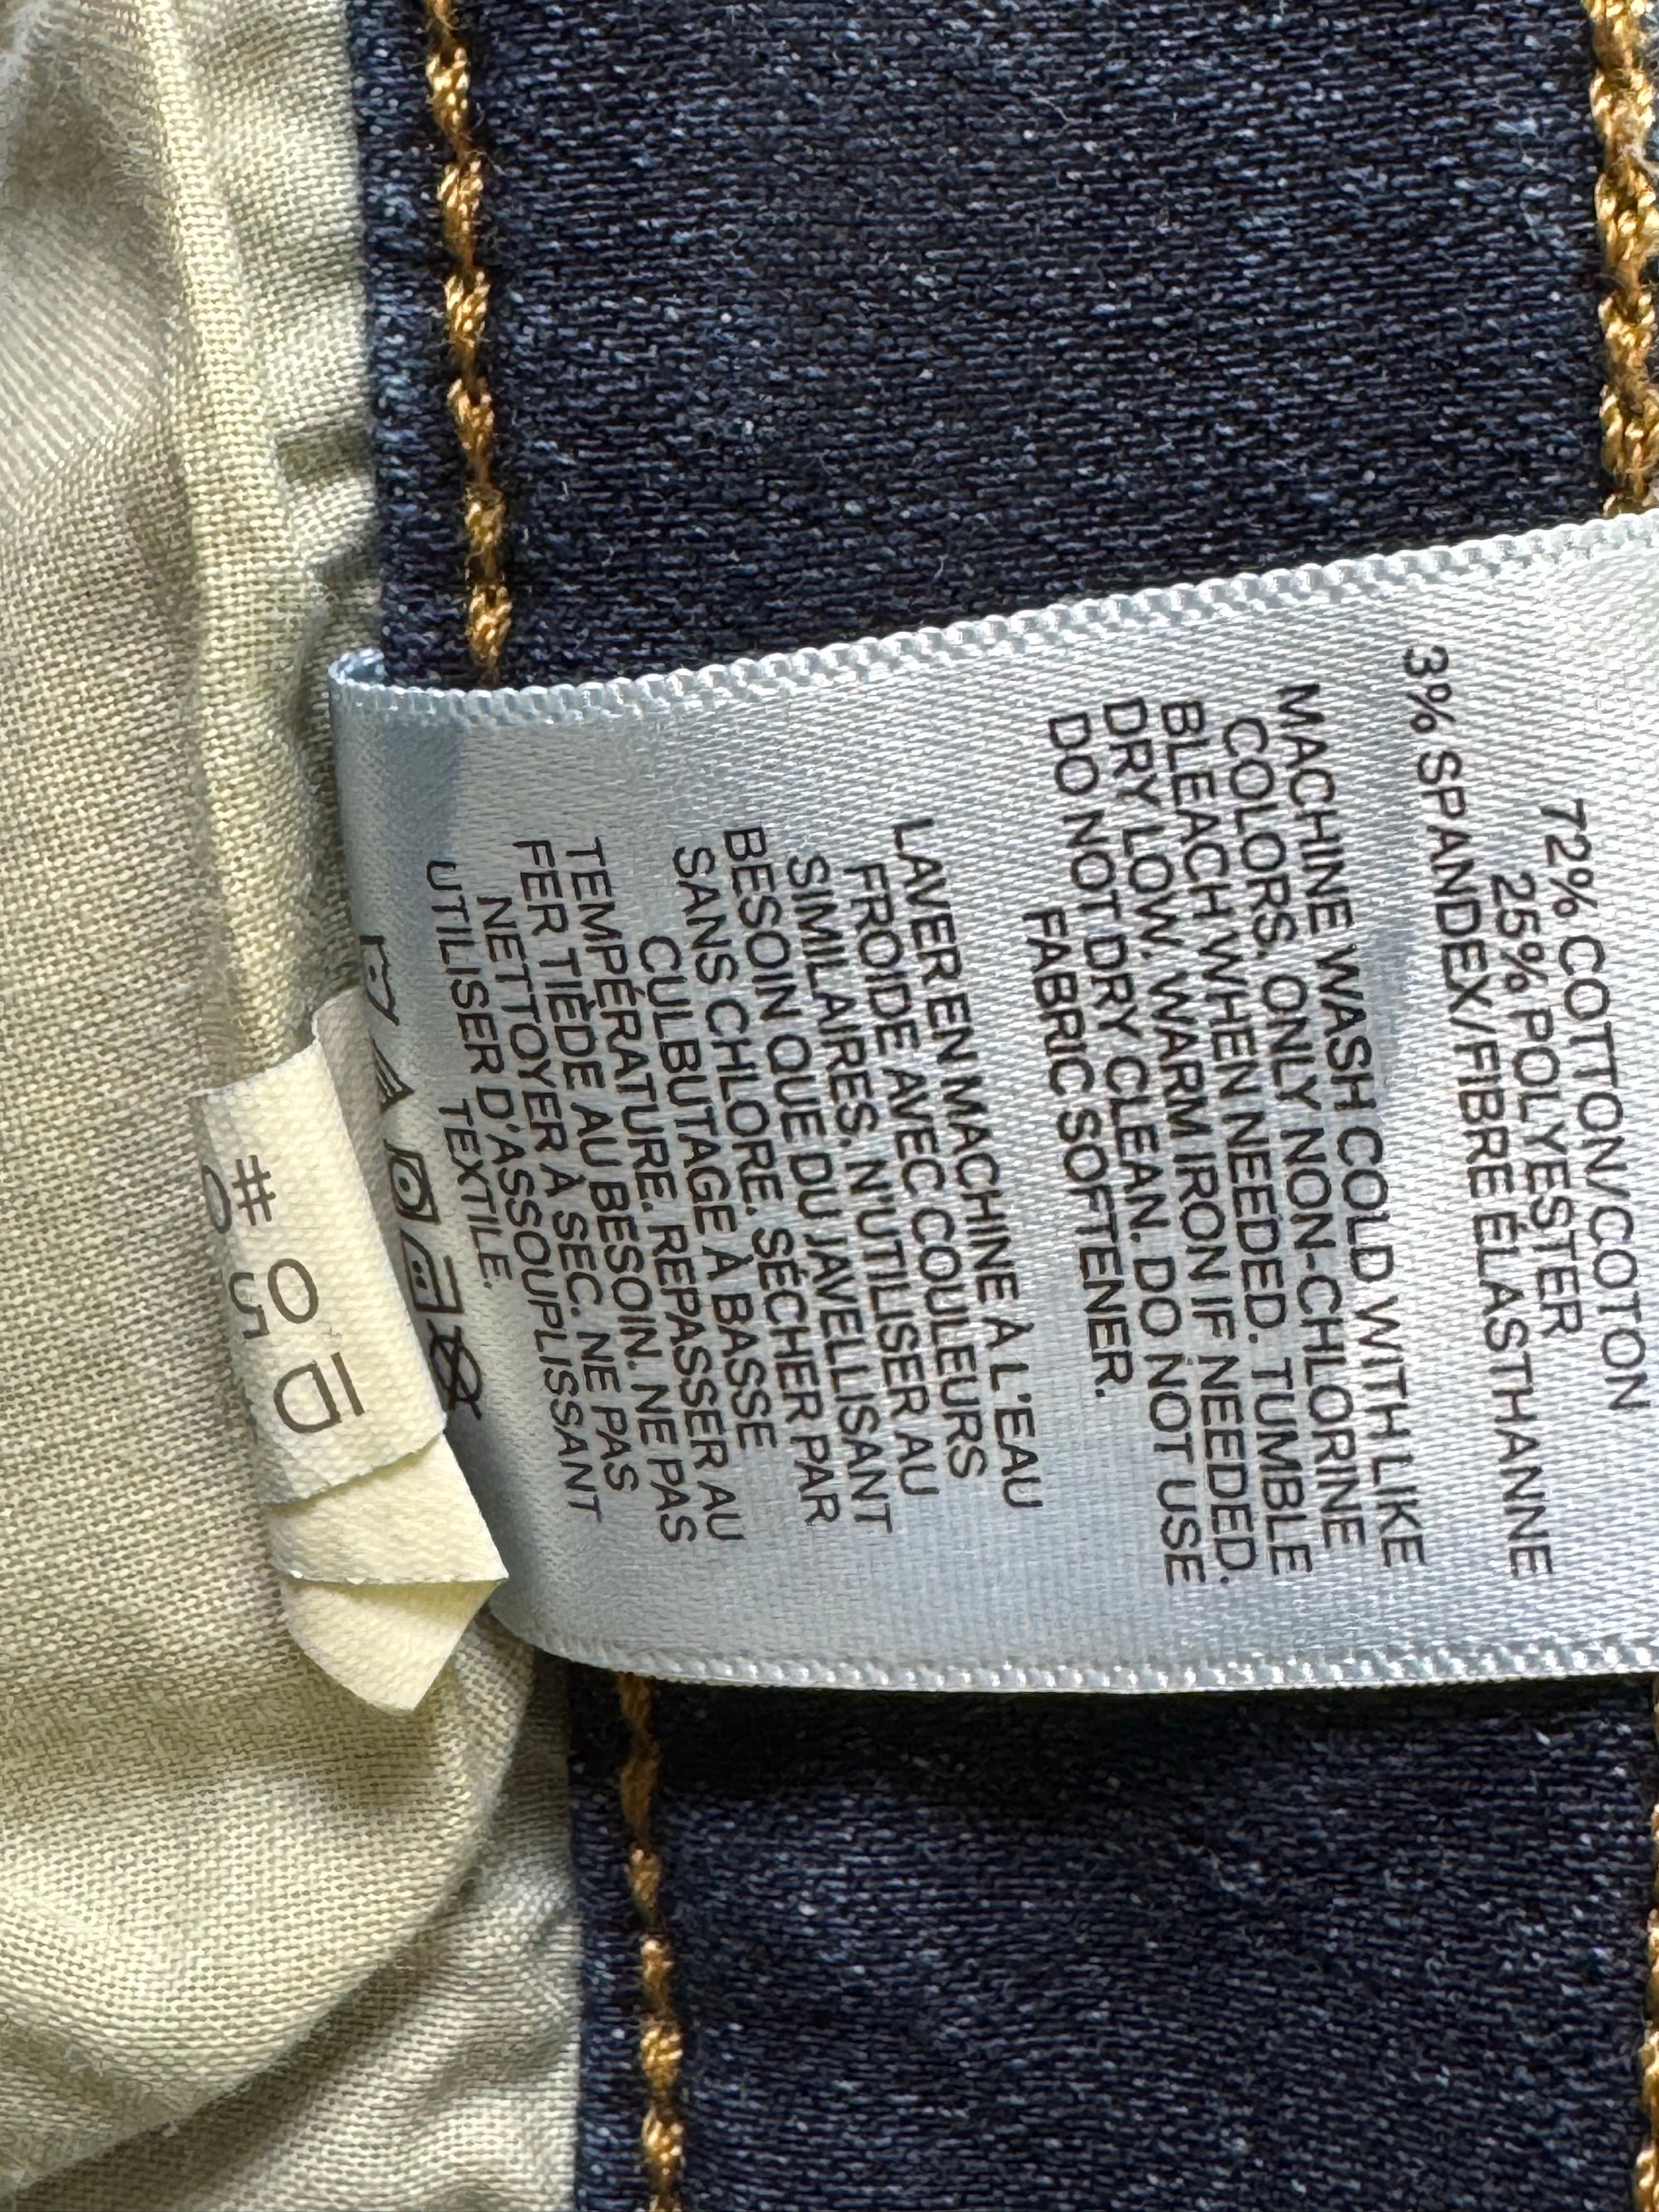 72% COTTON/COTON
25% POLYESTER
3% SPANDEX/FIBRE ÉLASTHANNE
MACHINE WASH COLD WITH LIKE
COLORS. ONLY NON-CHLORINE
BLEACH WHEN NEEDED. TUMBLE
DRY LOW. WARM IRON IF NEEDED.
DO NOT DRY CLEAN. DO NOT USE
FABRIC SOFTENER.
LAVER EN MACHINE À L'EAU
FROIDE AVEC COULEURS
SIMILAIRES. N'UTILISER AU
BESOIN QUE DU JAVELLISANT
SANS CHLORE. SÉCHER PAR
CULBUTAGE À BASSE
TEMPÉRATURE. REPASSER AU
FER TIÉDE AU BESOIN. NE PAS
NETTOYER À SEC. NE PAS
UTILISER D'ASSOUPLISSANT
TEXTILE.